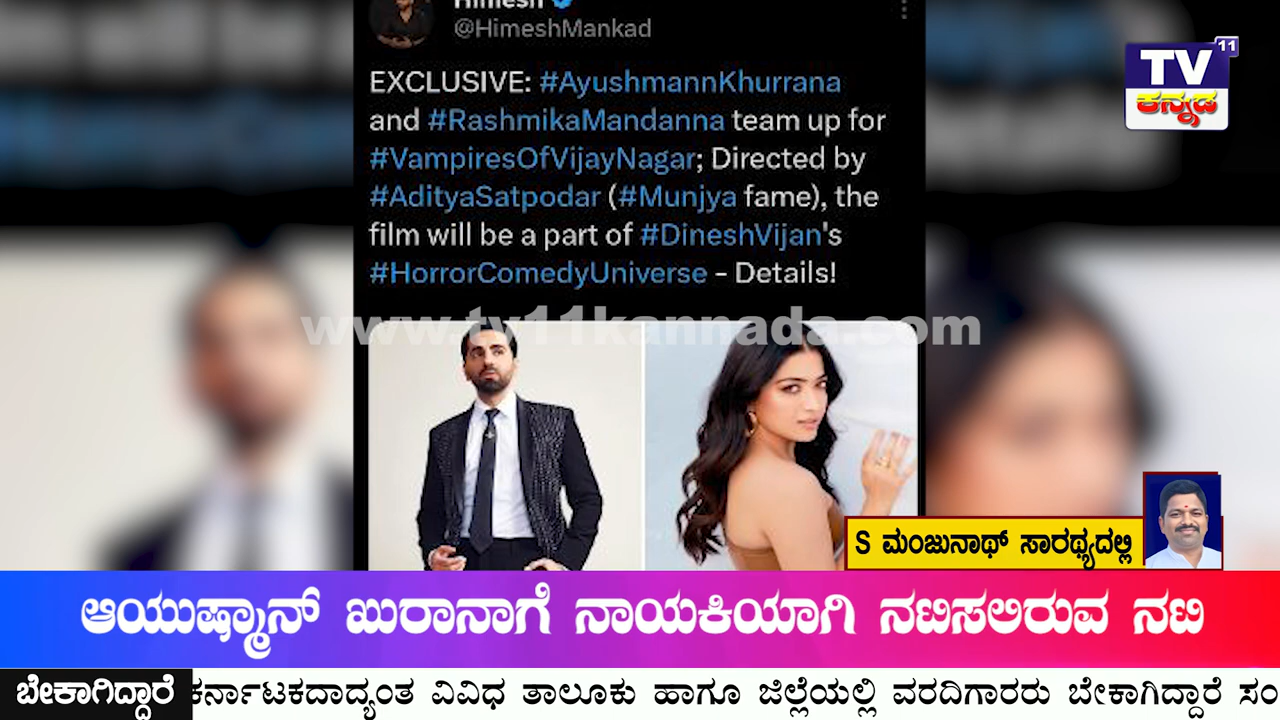 Himesh
@HimeshMankad
EXCLUSIVE: #AyushmannKhurrana
and #RashmikaMandanna team up for
#VampiresOfVijayNagar; Directed by
#AdityaSatpodar (#Munjya fame), the
film will be a part of #DineshVijan's
#HorrorComedyUniverse – Details!
TV 11
ಕನ್ನಡ
www.tv11kannada.com
S ಮಂಜುನಾಥ್ ಸಾರಥ್ಯದಲ್ಲಿ
ಆಯುಷ್ಮಾನ್ ಖುರಾನಾಗೆ ನಾಯಕಿಯಾಗಿ ನಟಿಸಲಿರುವ ನಟಿ
ಬೇಕಾಗಿದ್ದಾರೆ ಕರ್ನಾಟಕದಾದ್ಯಂತ ವಿವಿಧ ತಾಲೂಕು ಹಾಗೂ ಜಿಲ್ಲೆಯಲ್ಲಿ ವರದಿಗಾರರು ಬೇಕಾಗಿದ್ದಾರೆ ಸಂ